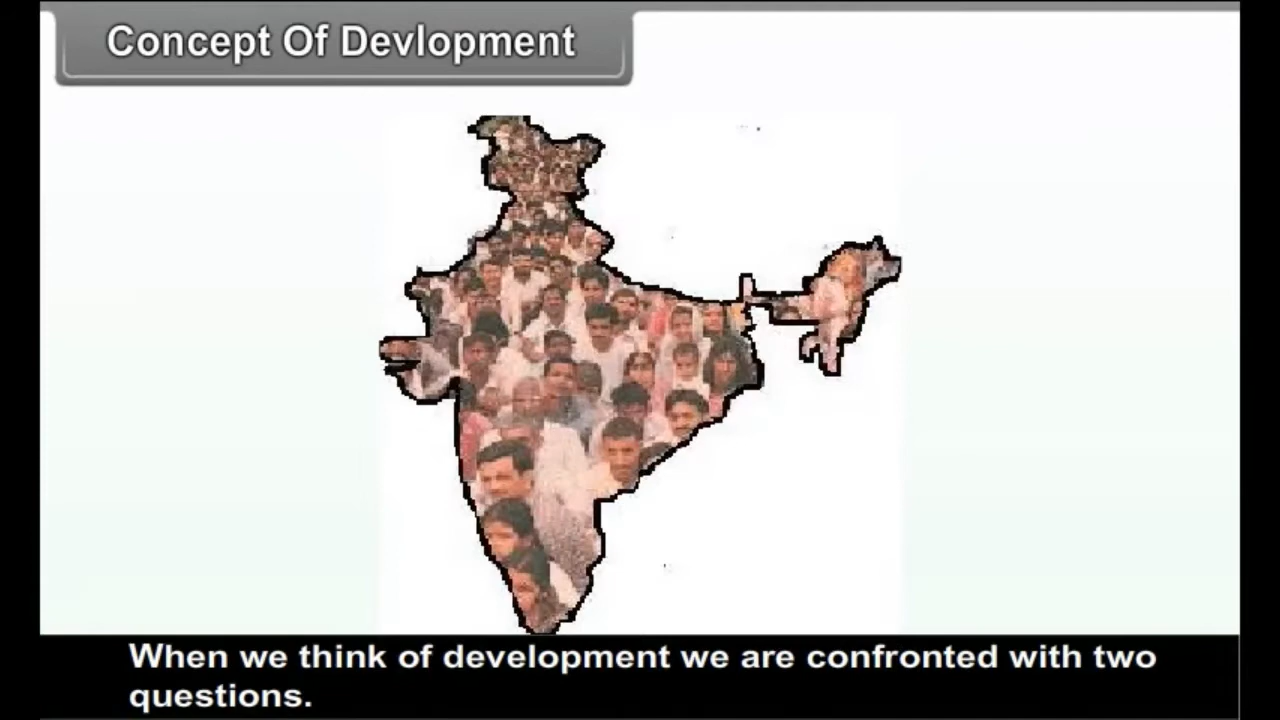 Concept Of Devlopment
When we think of development we are confronted with two
questions.